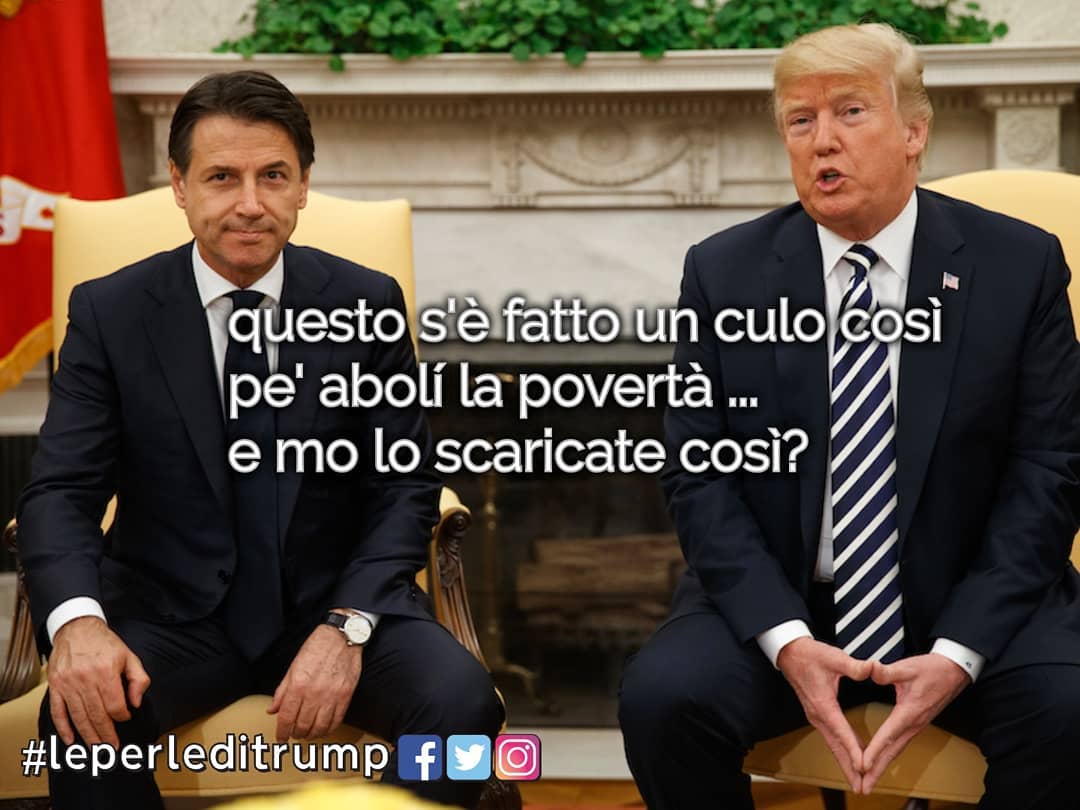 questo s'è fatto un culo così
pe' abolí la povertà ...
e mo lo scaricate così?
#leperleditrump